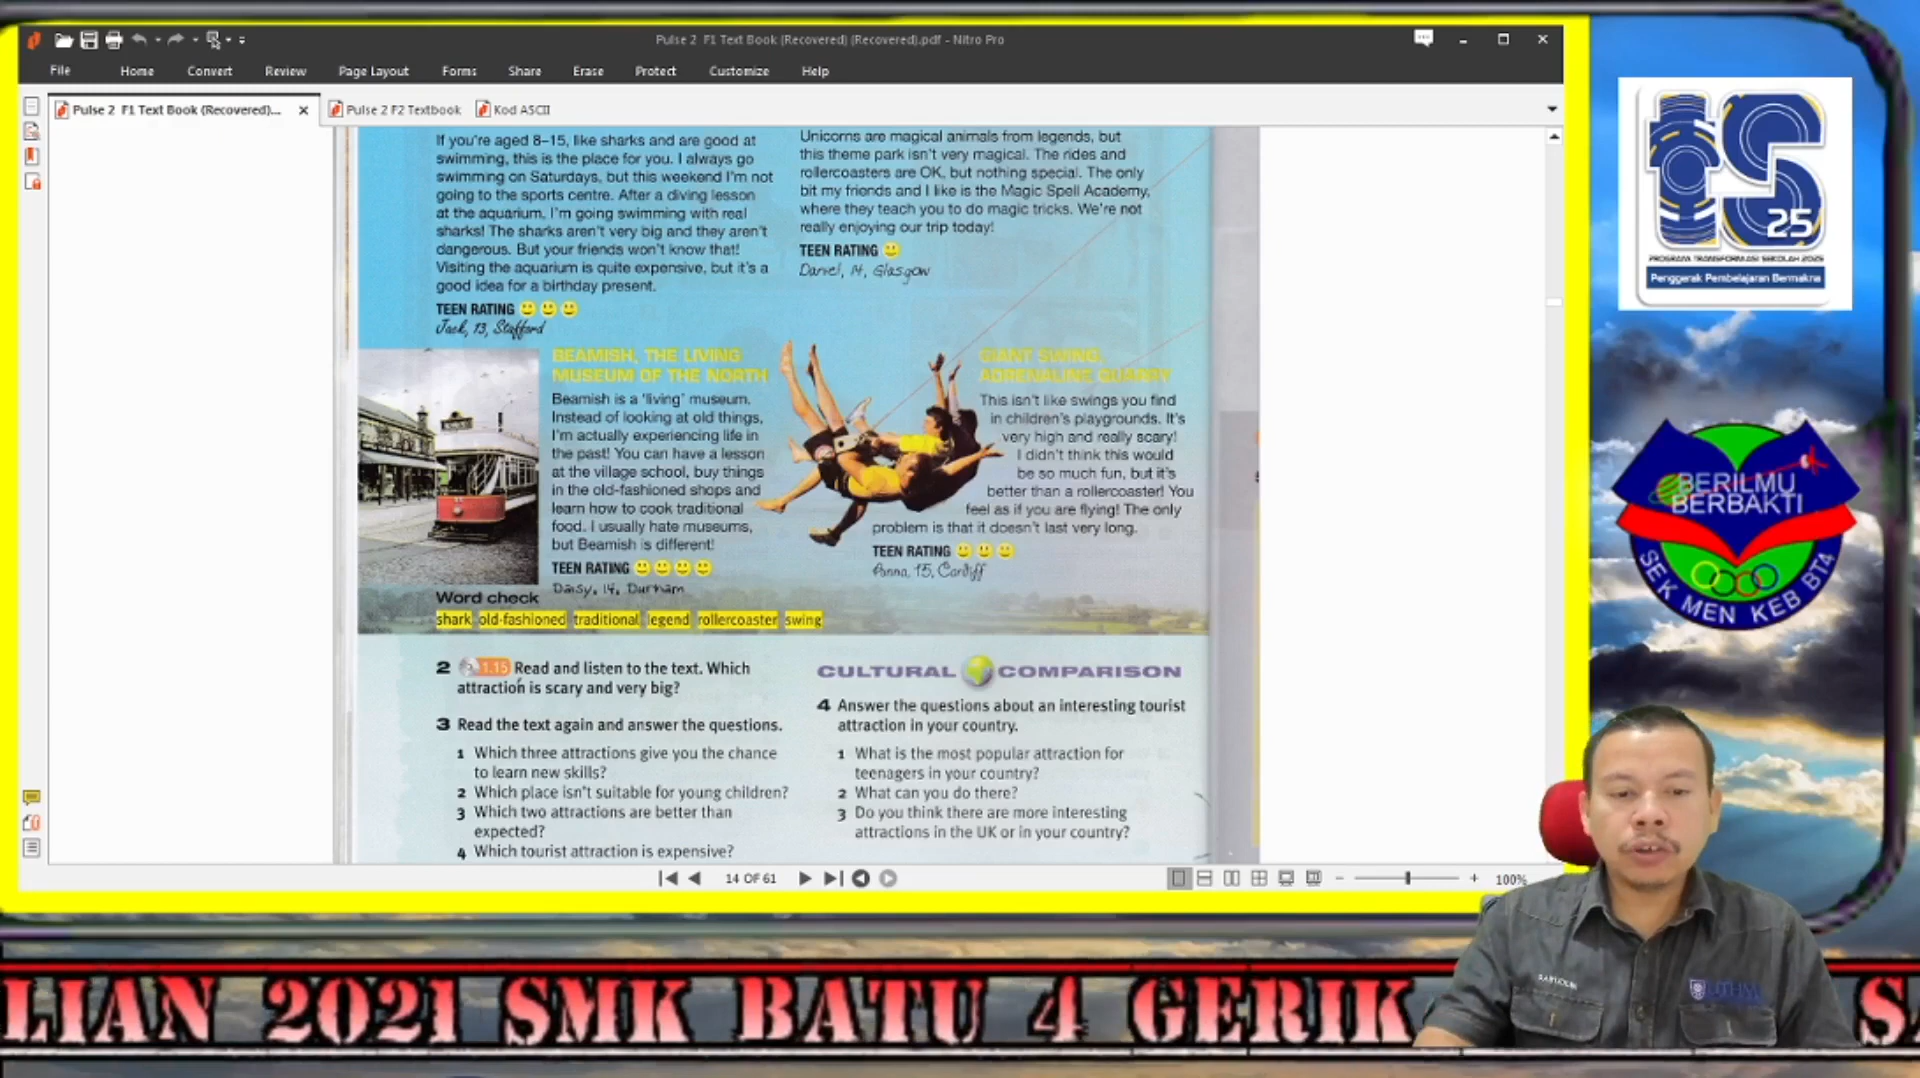 Pulse 2 F1 Text Book (Recovered) (Recovered).pdf - Nitro Pro
File Home Convert Review Page Layout Forms Share Erase Protect Customize Help
Pulse 2 F1 Text Book (Recovered)...
Pulse 2 F2 Textbook
Kod ASCII
If you're aged 8–15, like sharks and are good at
swimming, this is the place for you. I always go
swimming on Saturdays, but this weekend I'm not
going to the sports centre. After a diving lesson
at the aquarium, I'm going swimming with real
sharks! The sharks aren't very big and they aren't
dangerous. But your friends won't know that!
Visiting the aquarium is quite expensive, but it's a
good idea for a birthday present.
TEEN RATING
Jack, 13, Stafford
Unicorns are magical animals from legends, but
this theme park isn't very magical. The rides and
rollercoasters are OK, but nothing special. The only
bit my friends and I like is the Magic Spell Academy,
where they teach you to do magic tricks. We're not
really enjoying our trip today!
TEEN RATING
Daniel, 14, Glasgow
BEAMISH, THE LIVING
MUSEUM OF THE NORTH
Beamish is a 'living' museum.
Instead of looking at old things,
I'm actually experiencing life in
the past! You can have a lesson
at the village school, buy things
in the old-fashioned shops and
learn how to cook traditional
food. I usually hate museums,
but Beamish is different!
TEEN RATING
Daisy, 14, Durham
GIANT SWING,
ADRENALINE QUARRY
This isn't like swings you find
in children's playgrounds. It's
very high and really scary!
I didn't think this would
be so much fun, but it's
better than a rollercoaster! You
feel as if you are flying! The only
problem is that it doesn't last very long.
TEEN RATING
15, Cardiff
Word check
shark old-fashioned traditional legend rollercoaster swing
2 1.15 Read and listen to the text. Which
attraction is scary and very big?
3 Read the text again and answer the questions.
1 Which three attractions give you the chance
to learn new skills?
2 Which place isn't suitable for young children?
3 Which two attractions are better than
expected?
4 Which tourist attraction is expensive?
CULTURAL COMPARISON
4 Answer the questions about an interesting tourist
attraction in your country.
1 What is the most popular attraction for
teenagers in your country?
2 What can you do there?
3 Do you think there are more interesting
attractions in the UK or in your country?
14 OF 61
100%
tS
25
PROGRAM TRANSFORMASI SEKOLAH 2025
Penggerak Pembelajaran Bermakna
BERILMU
BERBAKTI
SEK MEN KEB BT4
UTHM
LIAN 2021 SMK BATU 4 GERIK